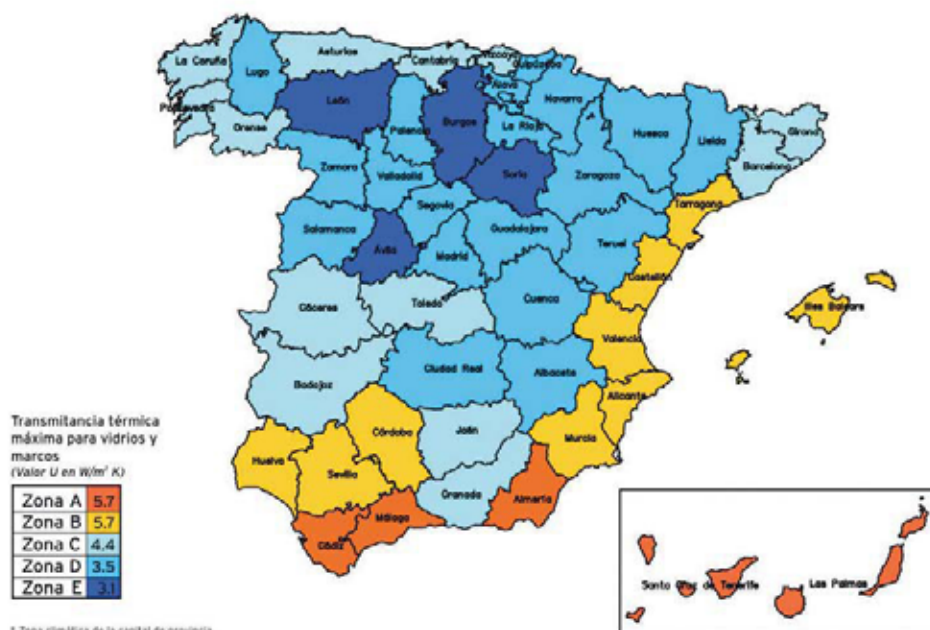 Asturias
Cantabria
Vizcaya
La Coruña
Lugo
Guipúzcoa
Alava
Navarra
León
Pontevedra
Orense
Palencia
Burgos
La Rioja
Huesca
Lleida
Girona
Barcelona
Zamora
Valladolid
Soria
Zaragoza
Tarragona
Segovia
Salamanca
Ávila
Madrid
Guadalajara
Teruel
Castellón
Cáceres
Toledo
Cuenca
Valencia
Illes Balears
Badajoz
Ciudad Real
Albacete
Alicante
Córdoba
Jaén
Murcia
Huelva
Sevilla
Granada
Almería
Málaga
Cádiz
Santa Cruz de Tenerife
Las Palmas
Transmitancia térmica
máxima para vidrios y
marcos
(Valor U en W/m² K)
Zona A 5.7
Zona B 5.7
Zona C 4.4
Zona D 3.5
Zona E 3.1